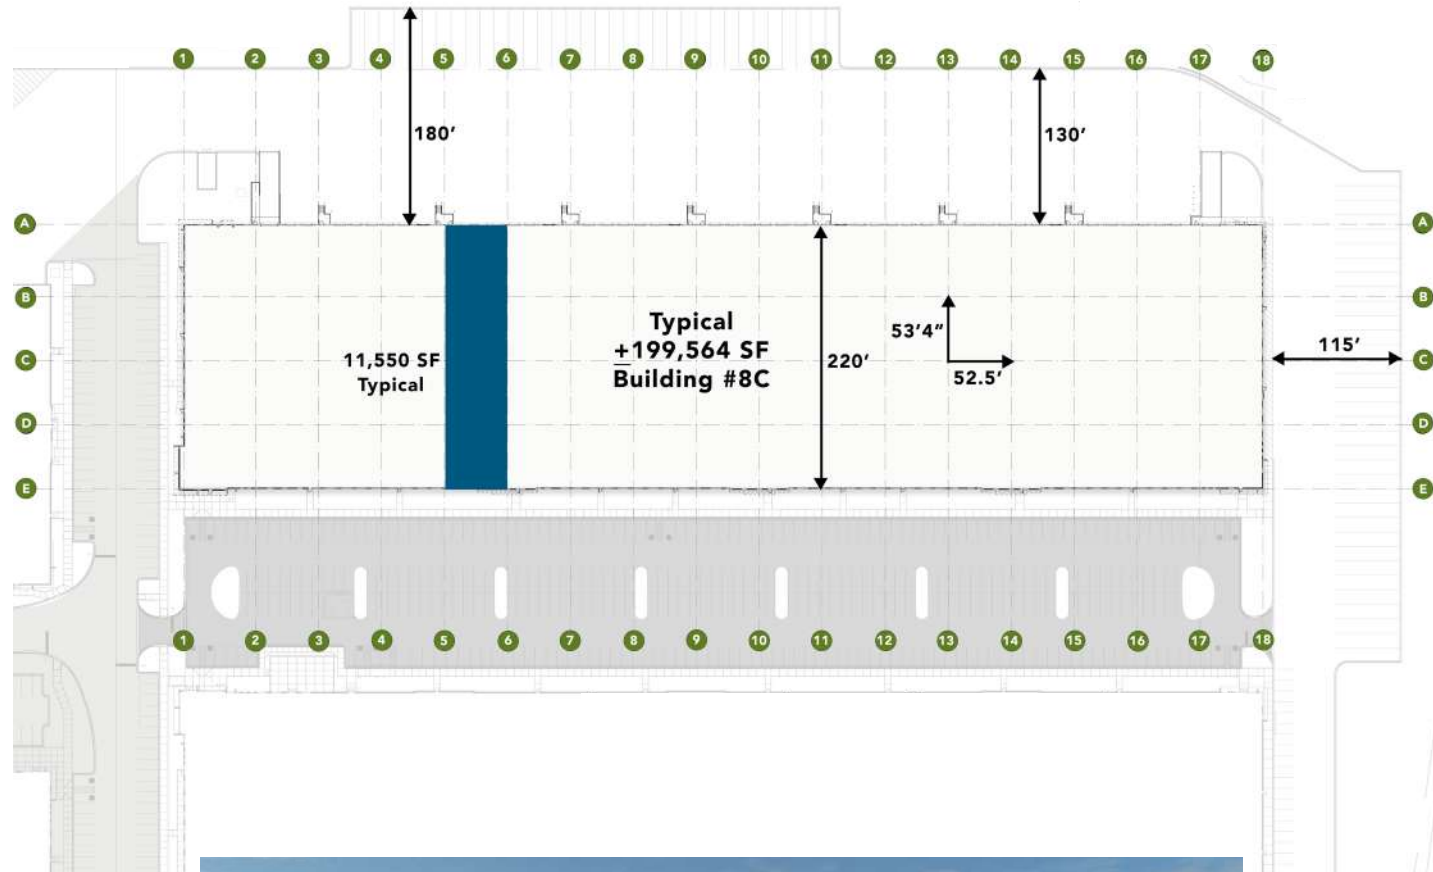 1 2 3 4 5 6 7 8 9 10 11 12 13 14 15 16 17 18
180’
130’
A A
B B
Typical
+199,564 SF
Building #8C
53’4”
11,550 SF
Typical
220’
52.5’
115’
C C
D D
E E
1 2 3 4 5 6 7 8 9 10 11 12 13 14 15 16 17 18